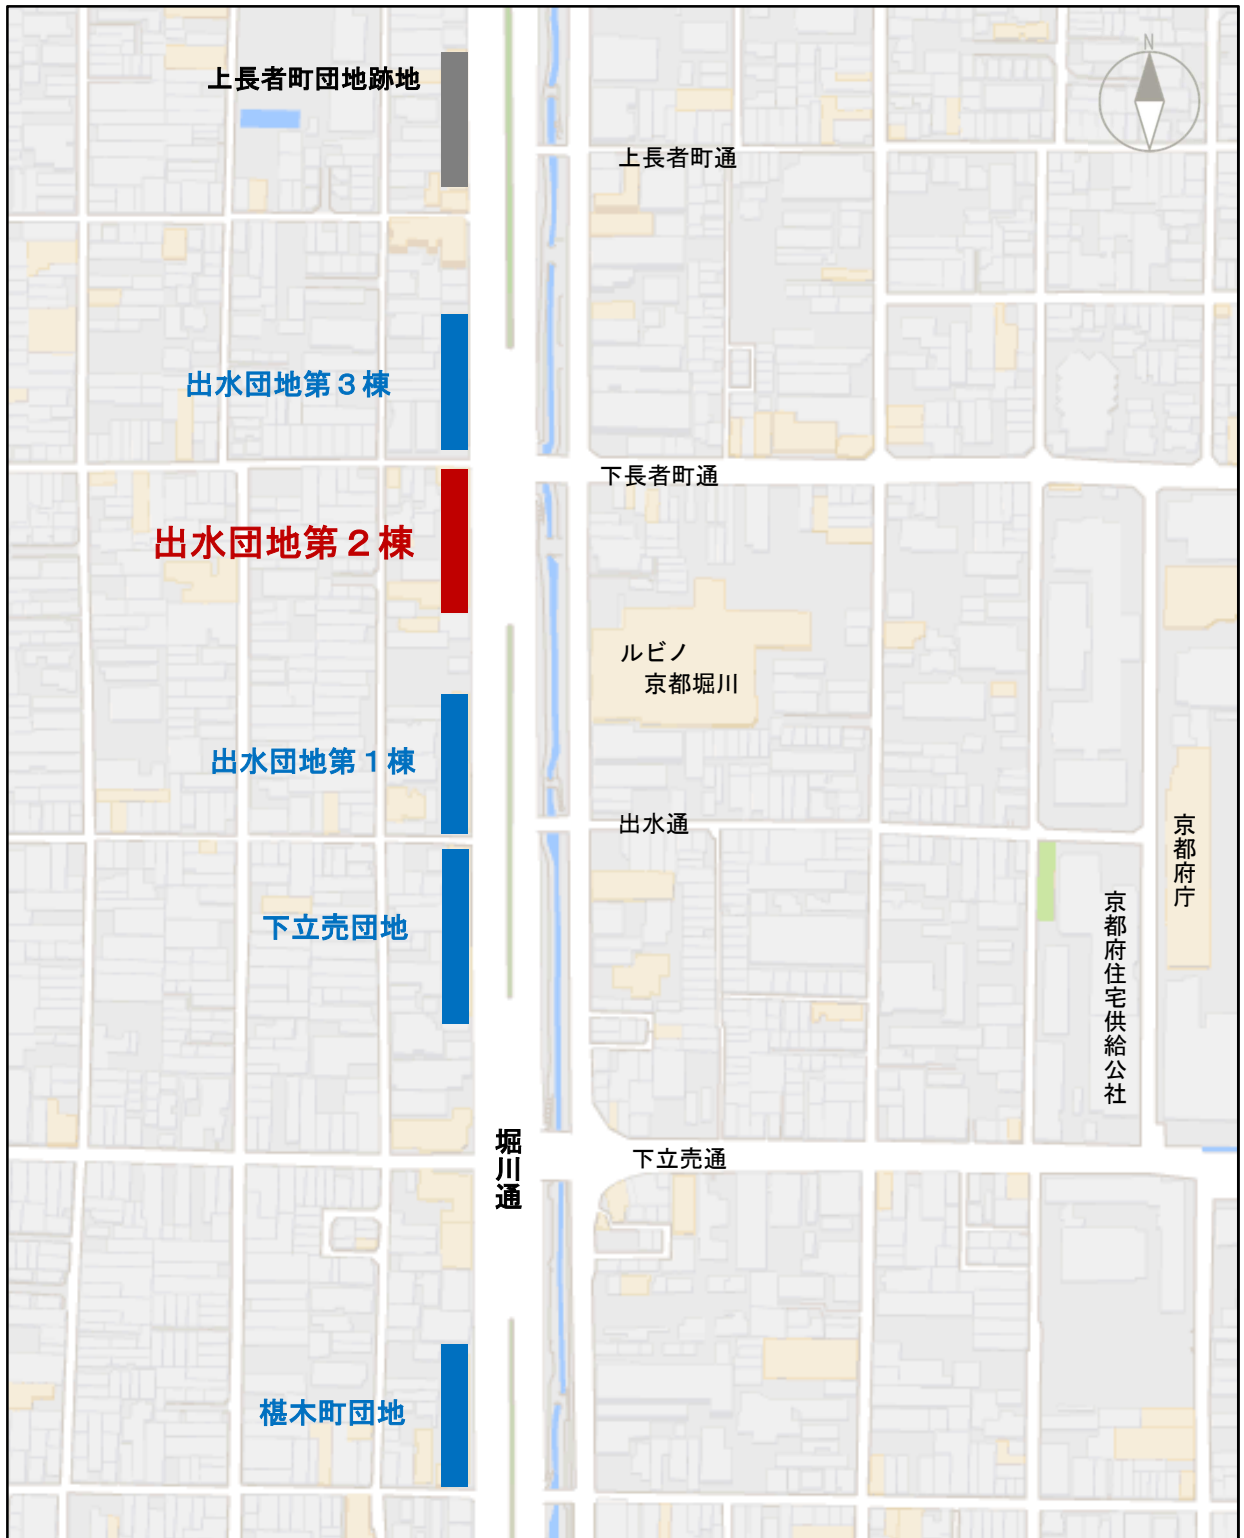 N
上長者町団地跡地
上長者町通
出水団地第３棟
下長者町通
出水団地第２棟
ルビノ
京都堀川
出水団地第１棟
出水通
京都府庁
京都府住宅供給公社
下立売団地
堀川通
下立売通
椹木町団地